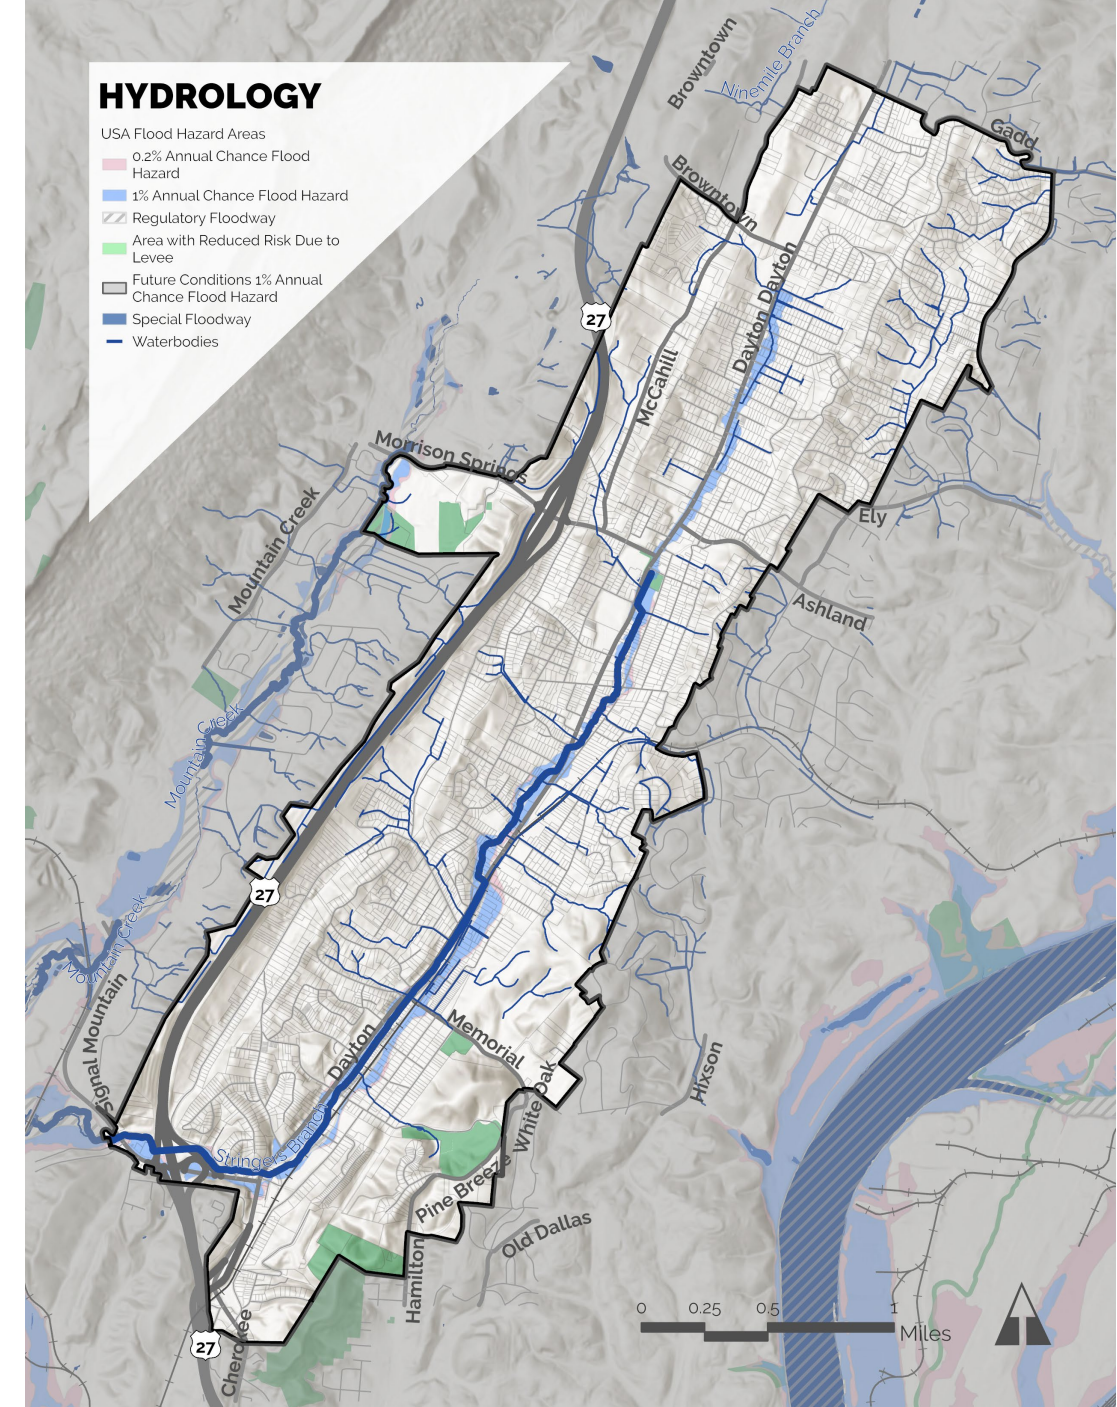 HYDROLOGY
USA Flood Hazard Areas
0.2% Annual Chance Flood
Hazard
1% Annual Chance Flood Hazard
Regulatory Floodway
Area with Reduced Risk Due to
Levee
Future Conditions 1% Annual
Chance Flood Hazard
Special Floodway
Waterbodies
Browntown
Ninemile Branch
Gadd
Browntown
27
Dayton Dayton
McCahill
Morrison Springs
Mountain Creek
Ely
Ashland
Mountain Creek
27
Mountain Creek
Signal Mountain
Memorial
Dayton
Hixson
White Oak
Stringers Branch
Pine Breeze
Old Dallas
Hamilton
Cherokee
27
0 0.25 0.5 1
Miles